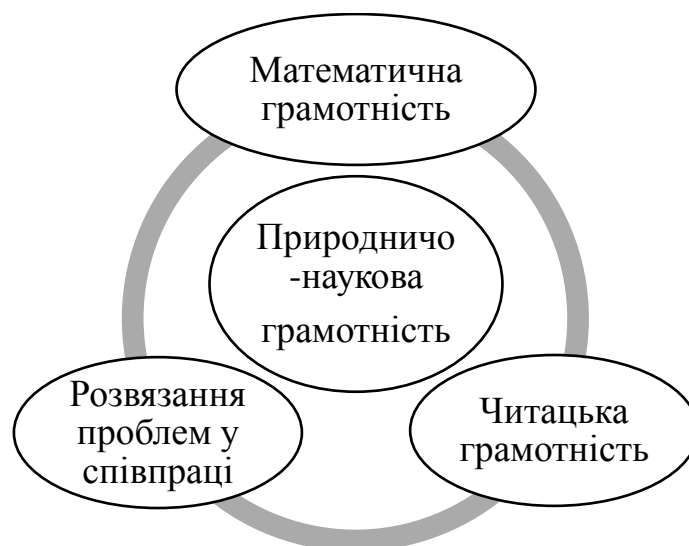 Математична
грамотність
Природничо
-наукова
грамотність
Розвязання
проблем у
співпраці
Читацька
грамотність